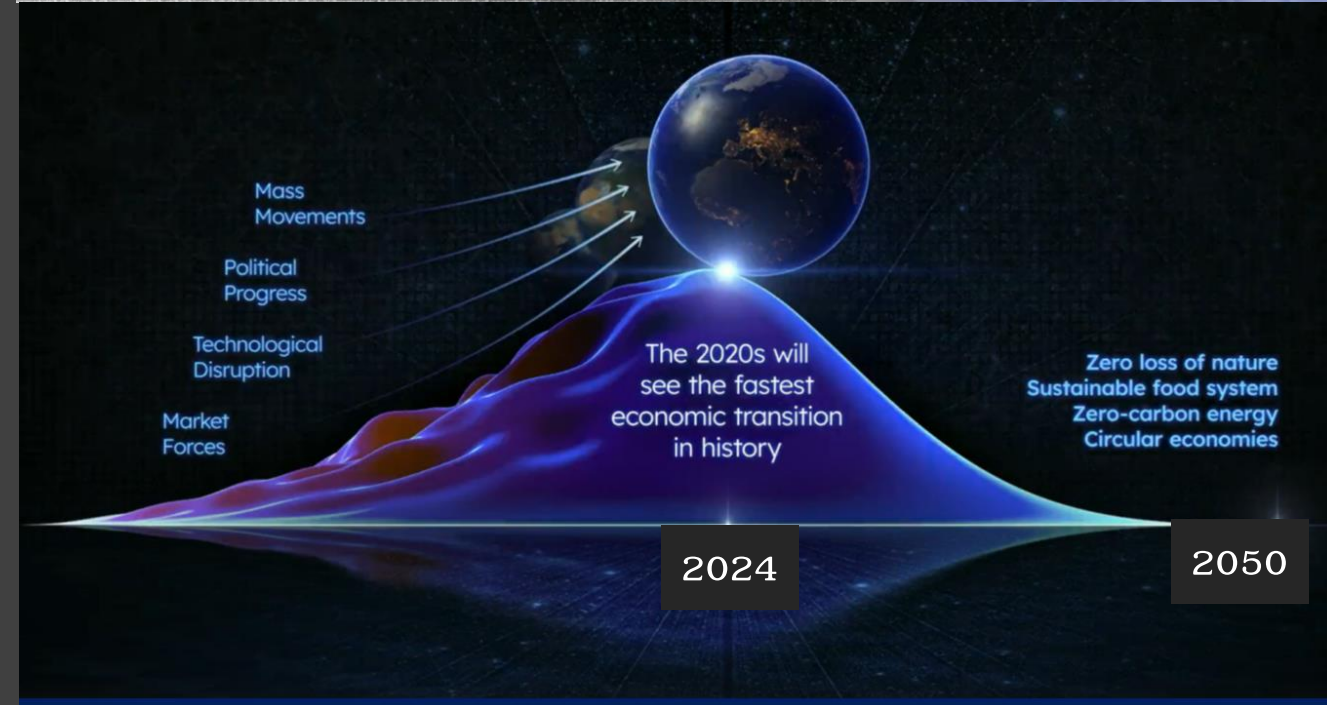 Mass
Movements
Political
Progress
Technological
Disruption
Market
Forces
The 2020s will
see the fastest
economic transition
in history
Zero loss of nature
Sustainable food system
Zero-carbon energy
Circular economies
2024
2050